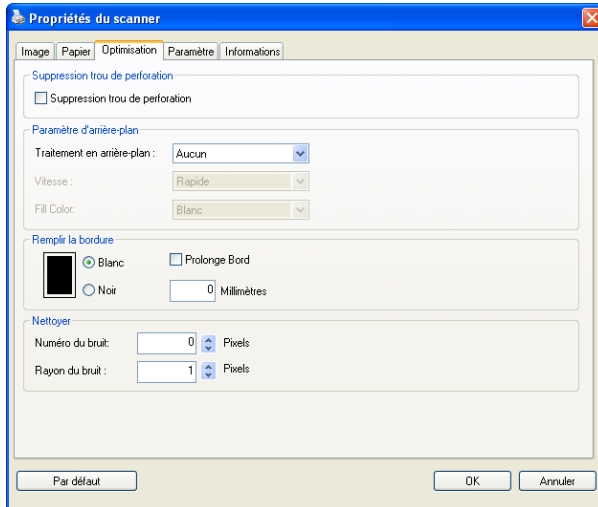 Propriétés du scanner
Image Papier Optimisation Paramètre Informations
Suppression trou de perforation
Suppression trou de perforation
Paramètre d'arrière-plan
Traitement en arrière-plan : Aucun
Vitesse : Rapide
Fill Color: Blanc
Remplir la bordure
Blanc Prolonge Bord
Noir 0 Millimètres
Nettoyer
Numéro du bruit: 0 Pixels
Rayon du bruit : 1 Pixels
Par défaut OK Annuler